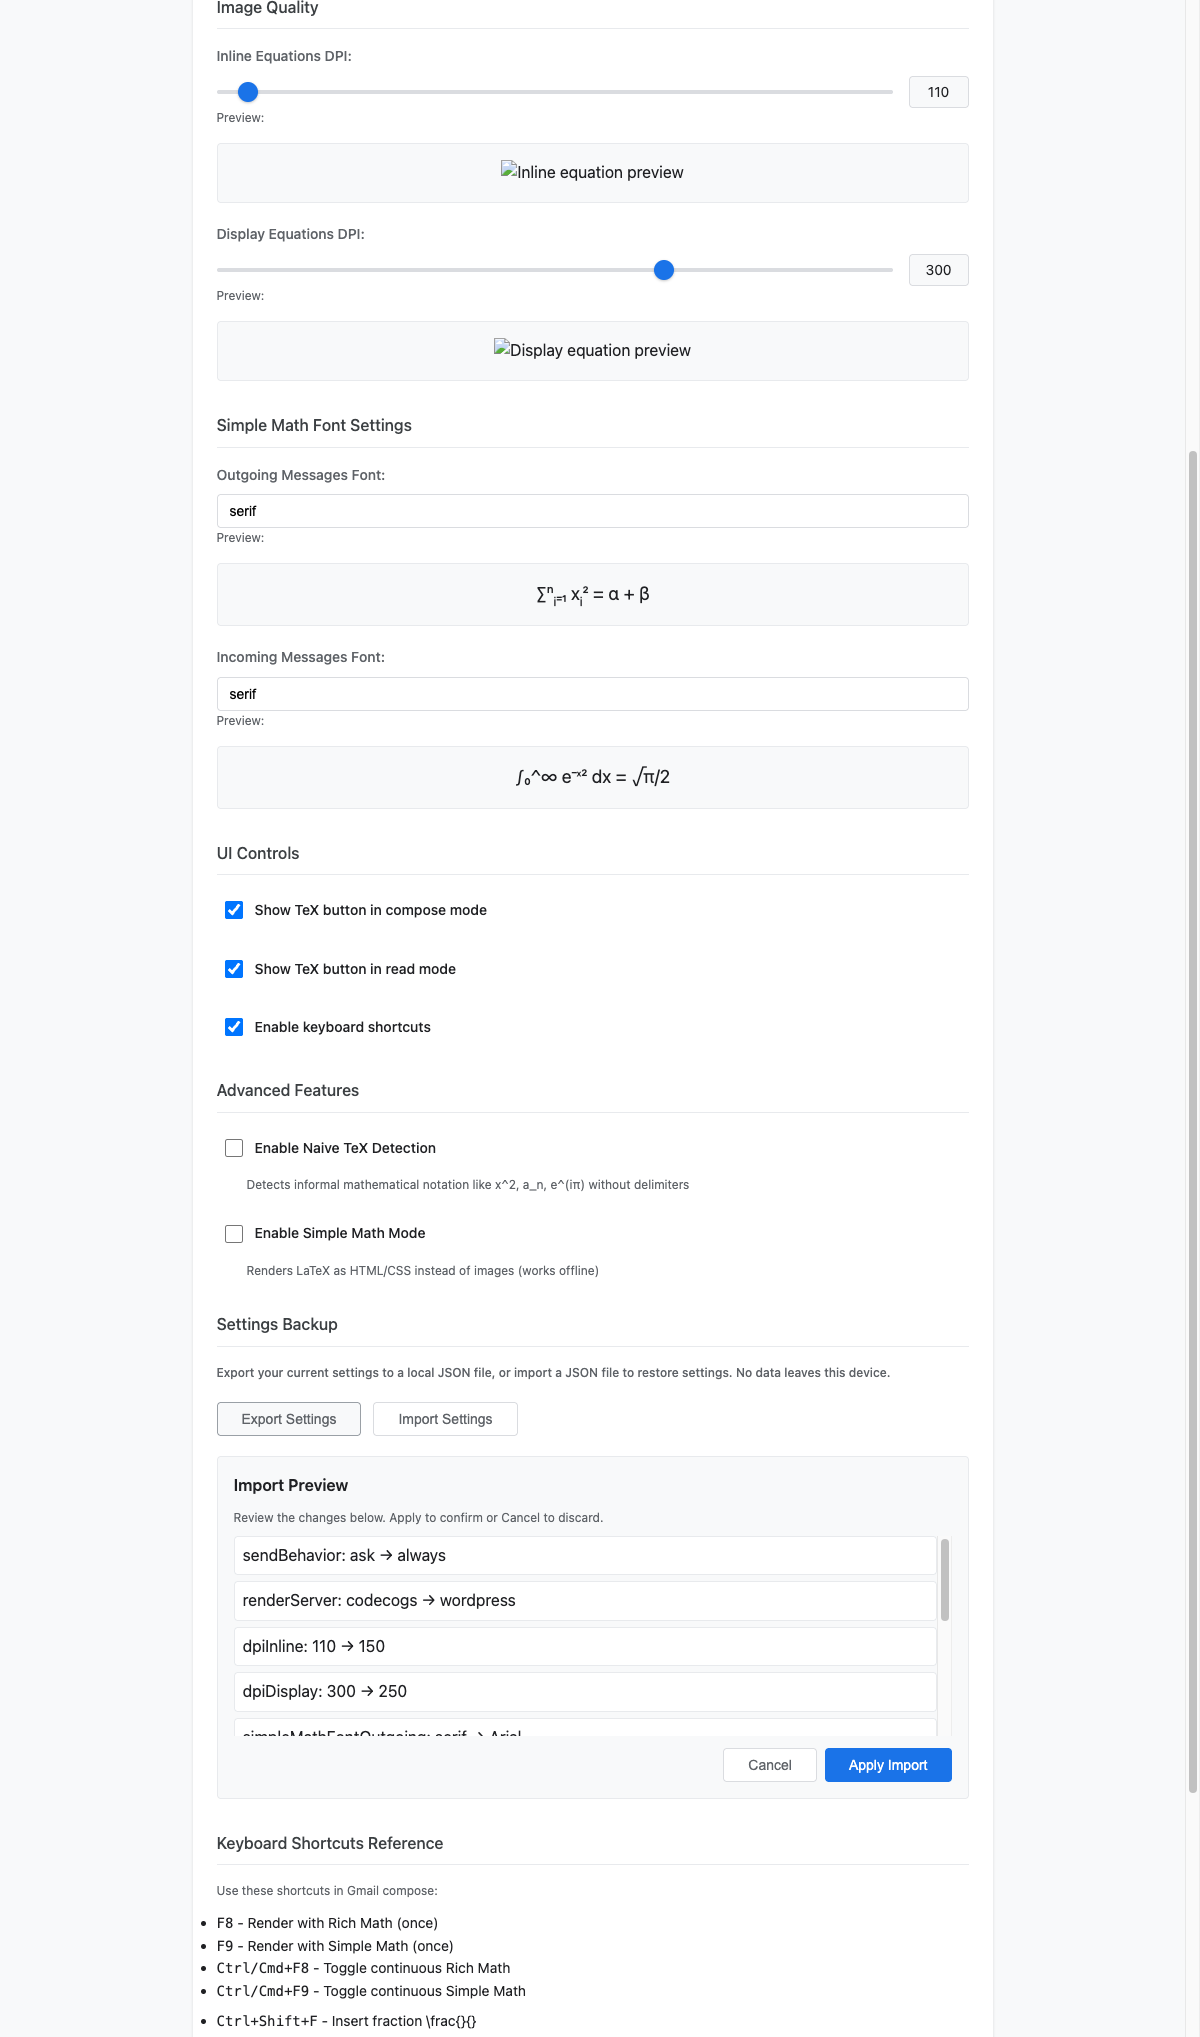 Image Quality
Inline Equations DPI:
110
Preview:
Inline equation preview
Display Equations DPI:
300
Preview:
Display equation preview
Simple Math Font Settings
Outgoing Messages Font:
serif
Preview:
∑ⁿᵢ₌₁ xᵢ² = α + β
Incoming Messages Font:
serif
Preview:
∫₀^∞ e⁻ˣ² dx = √π/2
UI Controls
Show TeX button in compose mode
Show TeX button in read mode
Enable keyboard shortcuts
Advanced Features
Enable Naive TeX Detection
Detects informal mathematical notation like x^2, a_n, e^(iπ) without delimiters
Enable Simple Math Mode
Renders LaTeX as HTML/CSS instead of images (works offline)
Settings Backup
Export your current settings to a local JSON file, or import a JSON file to restore settings. No data leaves this device.
Export Settings Import Settings
Import Preview
Review the changes below. Apply to confirm or Cancel to discard.
sendBehavior: ask → always
renderServer: codecogs → wordpress
dpiInline: 110 → 150
dpiDisplay: 300 → 250
simpleMathFontOutgoing: serif → Arial
Cancel Apply Import
Keyboard Shortcuts Reference
Use these shortcuts in Gmail compose:
• F8 - Render with Rich Math (once)
• F9 - Render with Simple Math (once)
• Ctrl/Cmd+F8 - Toggle continuous Rich Math
• Ctrl/Cmd+F9 - Toggle continuous Simple Math
• Ctrl+Shift+F - Insert fraction \frac{}{}